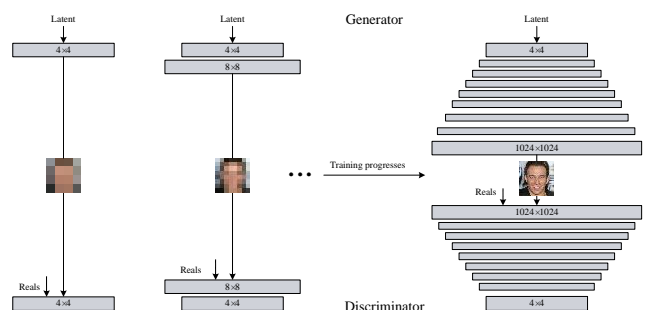 Latent
Latent
Generator
Latent
4×4
4×4
4×4
8×8
1024×1024
Training progresses
Reals
1024×1024
Reals
Reals
8×8
4×4
4×4
4×4
Discriminator